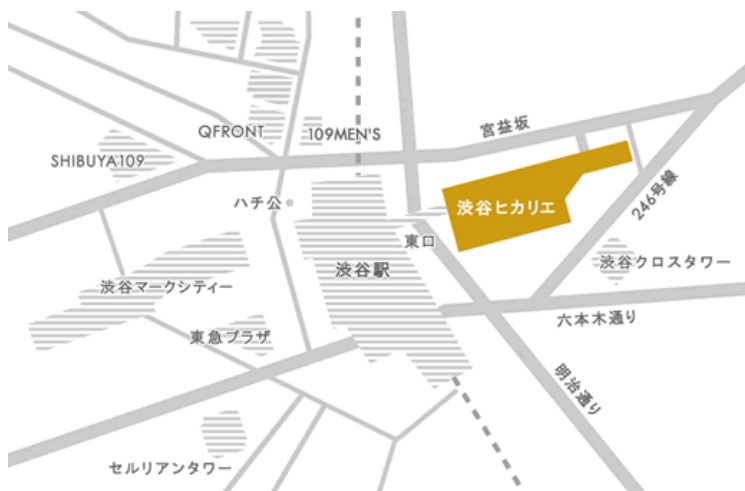 宮益坂
QFRONT
109MEN'S
SHIBUYA109
ハチ公
渋谷ヒカリエ
246号線
東口
渋谷駅
渋谷クロスタワー
渋谷マークシティー
東急プラザ
六本木通り
明治通り
セルリアンタワー